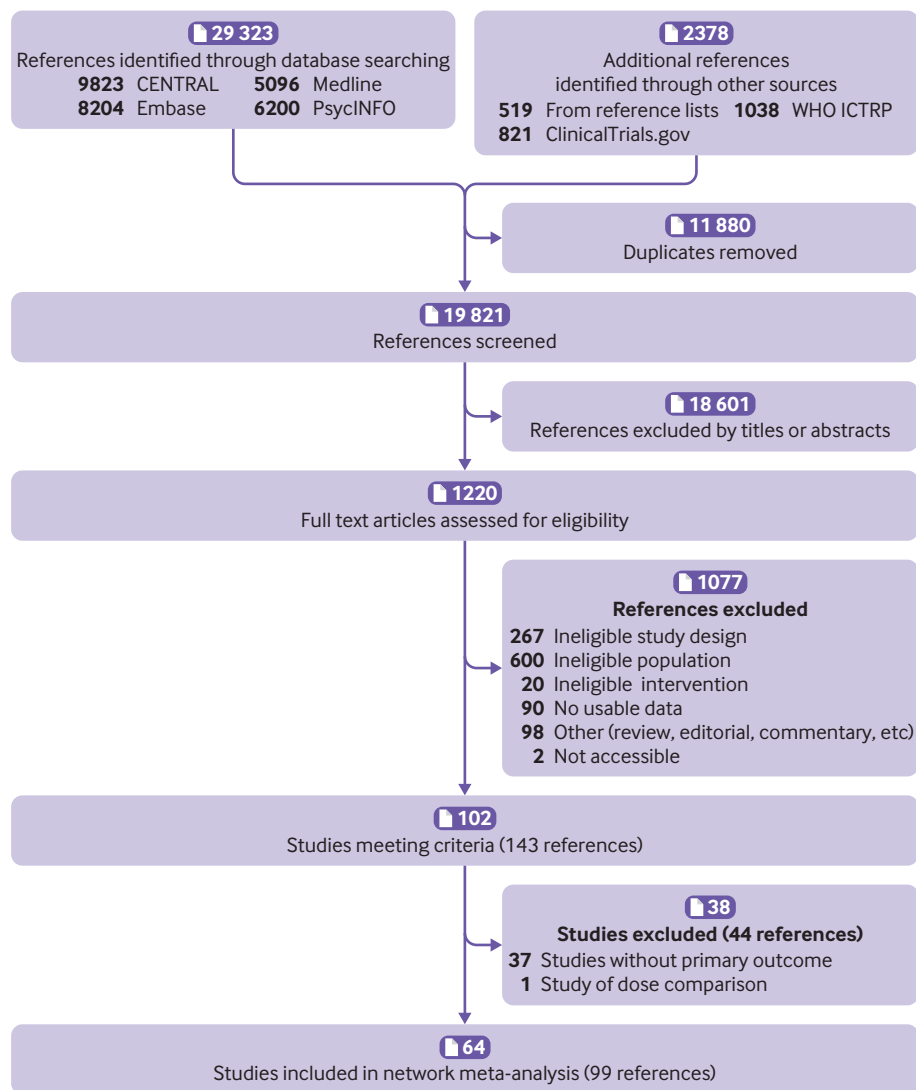 29 323
References identified through database searching
9823 CENTRAL 5096 Medline
8204 Embase 6200 PsycINFO
2378
Additional references
identified through other sources
519 From reference lists 1038 WHO ICTRP
821 ClinicalTrials.gov
11 880
Duplicates removed
19 821
References screened
18 601
References excluded by titles or abstracts
1220
Full text articles assessed for eligibility
1077
References excluded
267 Ineligible study design
600 Ineligible population
20 Ineligible intervention
90 No usable data
98 Other (review, editorial, commentary, etc)
2 Not accessible
102
Studies meeting criteria (143 references)
38
Studies excluded (44 references)
37 Studies without primary outcome
1 Study of dose comparison
64
Studies included in network meta-analysis (99 references)